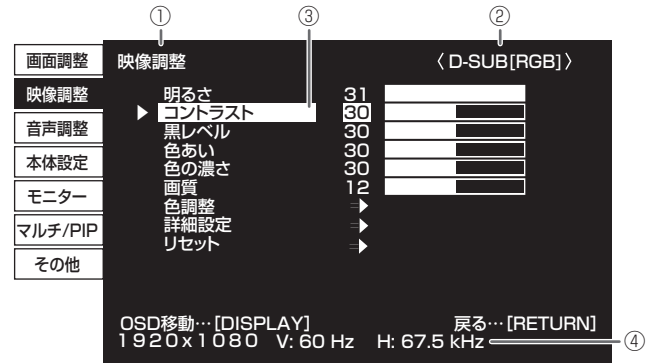 ① ③ ②
画面調整
映像調整
音声調整
本体設定
モニター
マルチ/PIP
その他
映像調整 〈 D-SUB[RGB] 〉
明るさ 31
コントラスト 30
黒レベル 30
色あい 30
色の濃さ 30
画質 12
色調整
詳細設定
リセット
OSD移動…[DISPLAY] 戻る…[RETURN]
1920x1080 V: 60 Hz H: 67.5 kHz ④